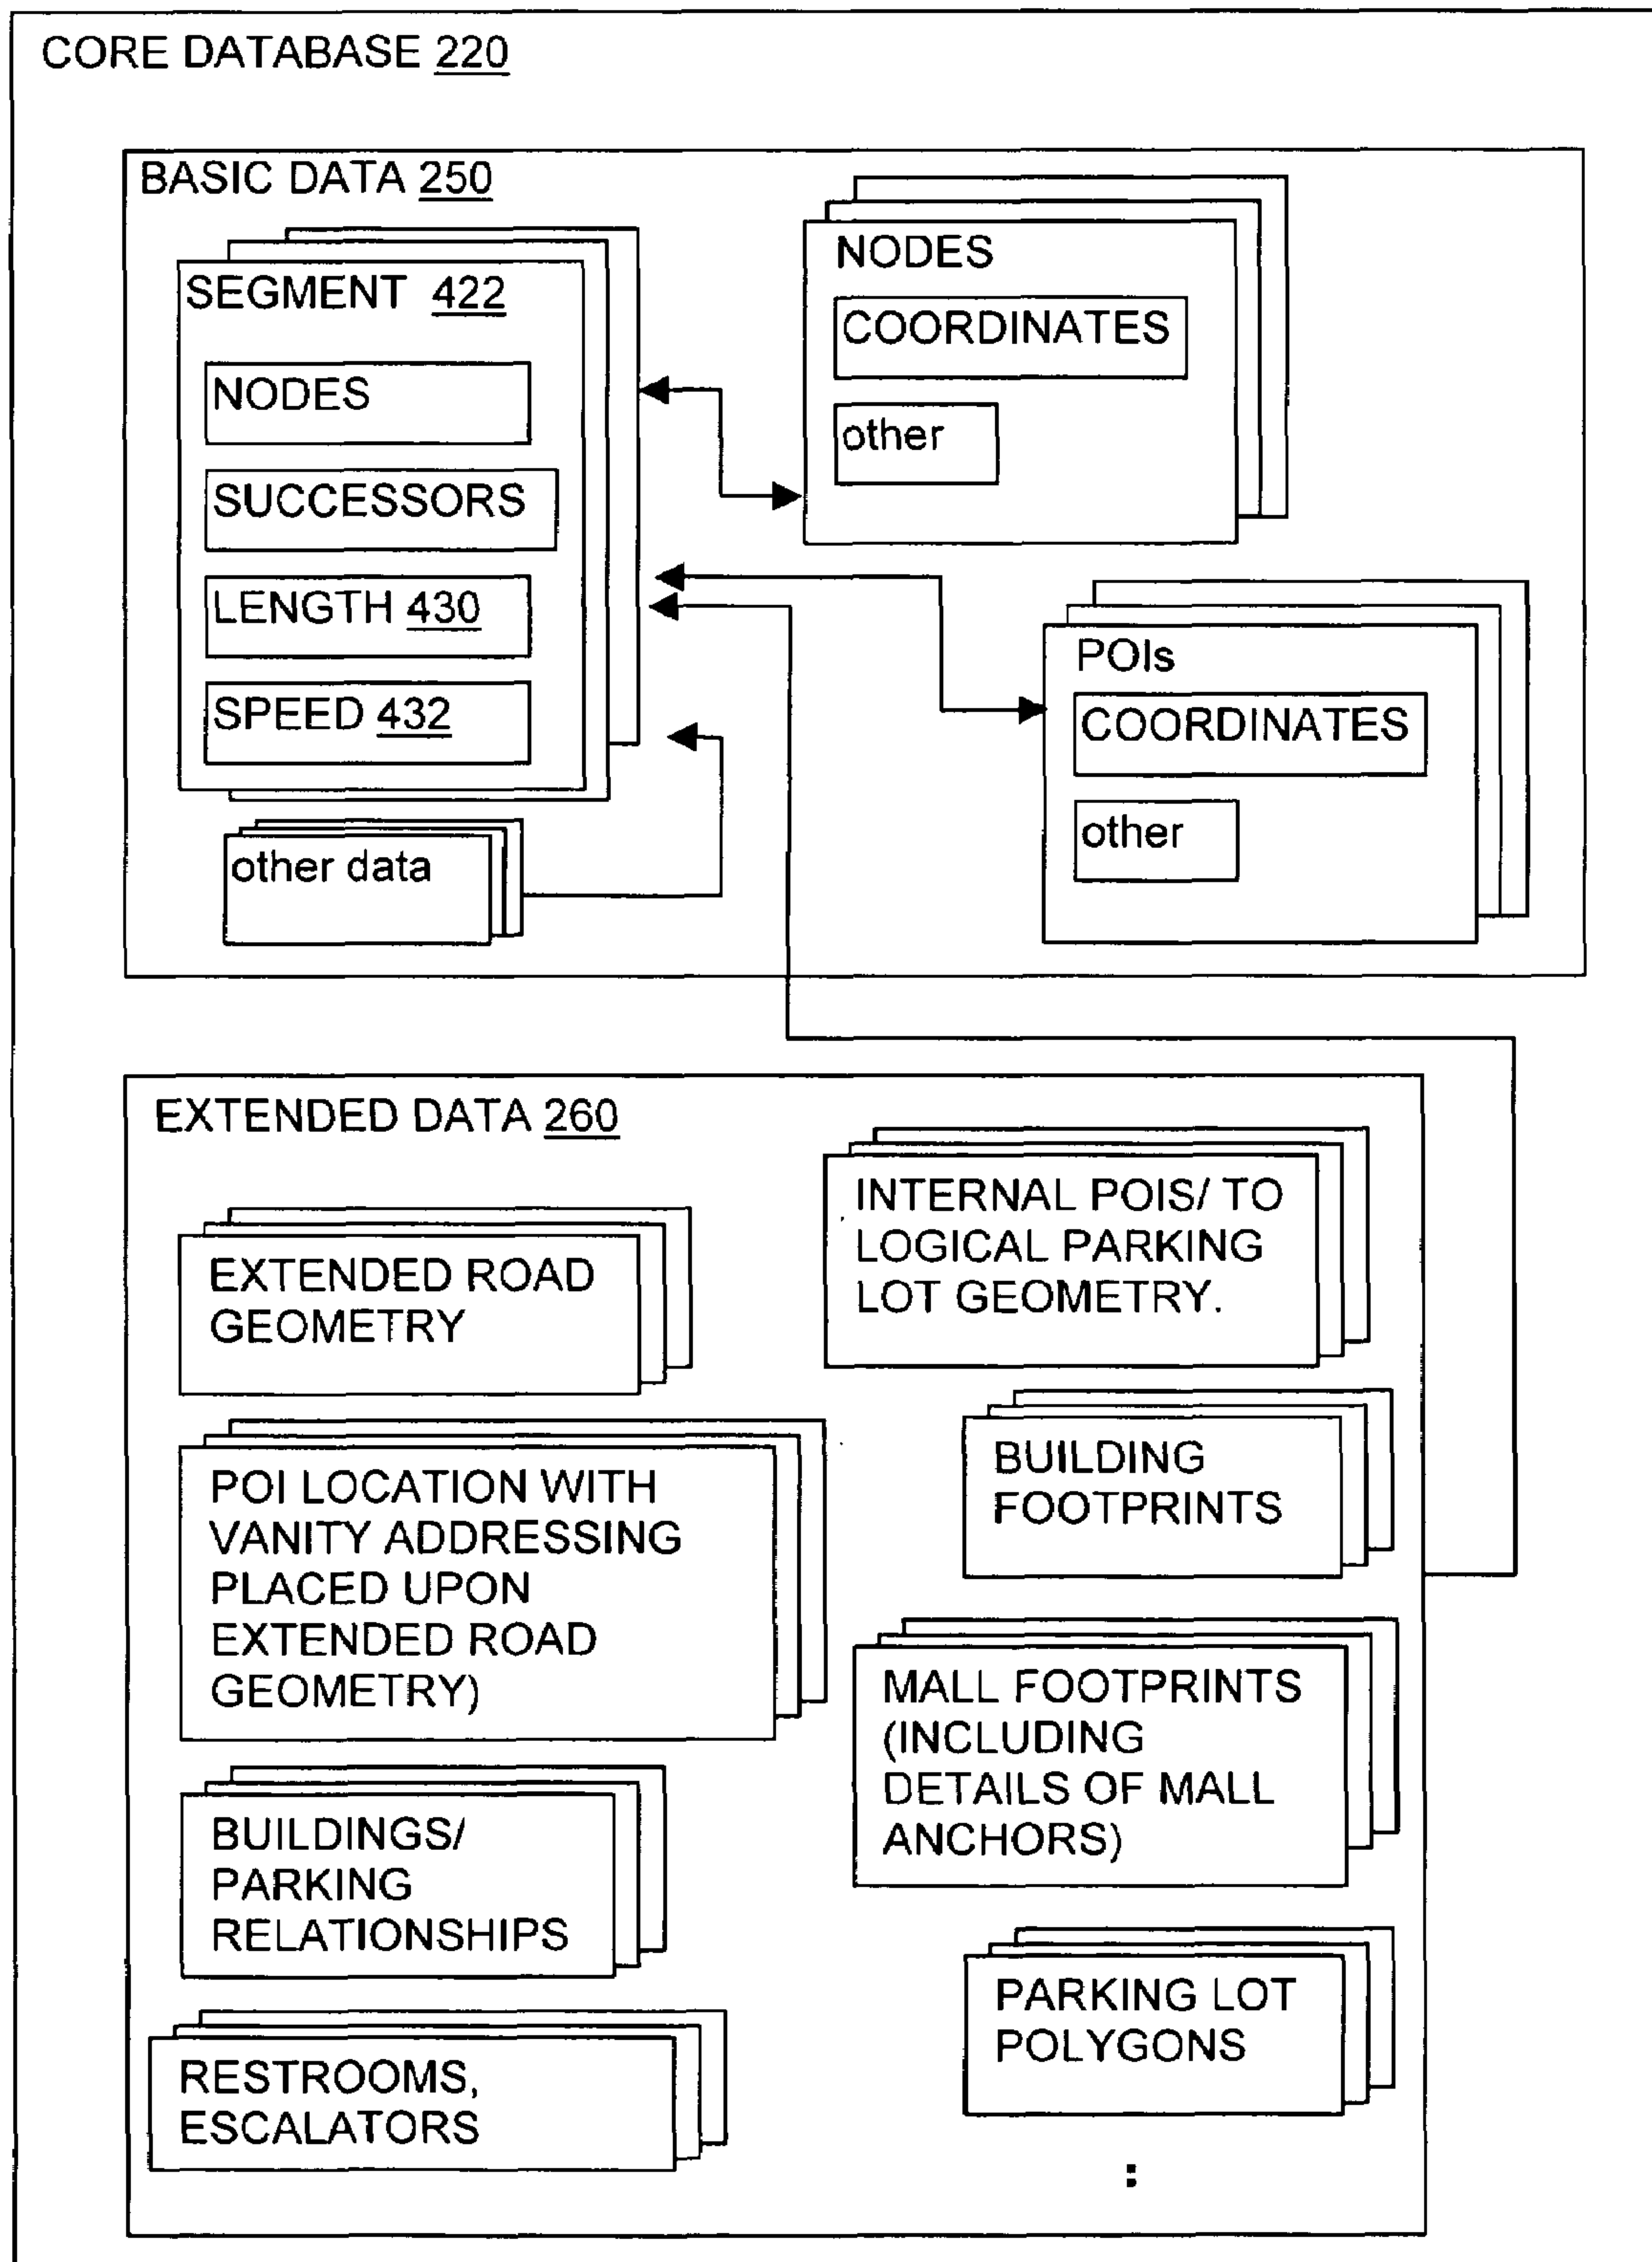 CORE DATABASE 220
BASIC DATA 250
SEGMENT 422
NODES
SUCCESSORS
LENGTH 430
SPEED 432
other data
NODES
COORDINATES
other
POIs
COORDINATES
other
EXTENDED DATA 260
EXTENDED ROAD
GEOMETRY
POI LOCATION WITH
VANITY ADDRESSING
PLACED UPON
EXTENDED ROAD
GEOMETRY)
BUILDINGS/
PARKING
RELATIONSHIPS
RESTROOMS,
ESCALATORS
INTERNAL POIS/ TO
LOGICAL PARKING
LOT GEOMETRY.
BUILDING
FOOTPRINTS
MALL FOOTPRINTS
(INCLUDING
DETAILS OF MALL
ANCHORS)
PARKING LOT
POLYGONS
: